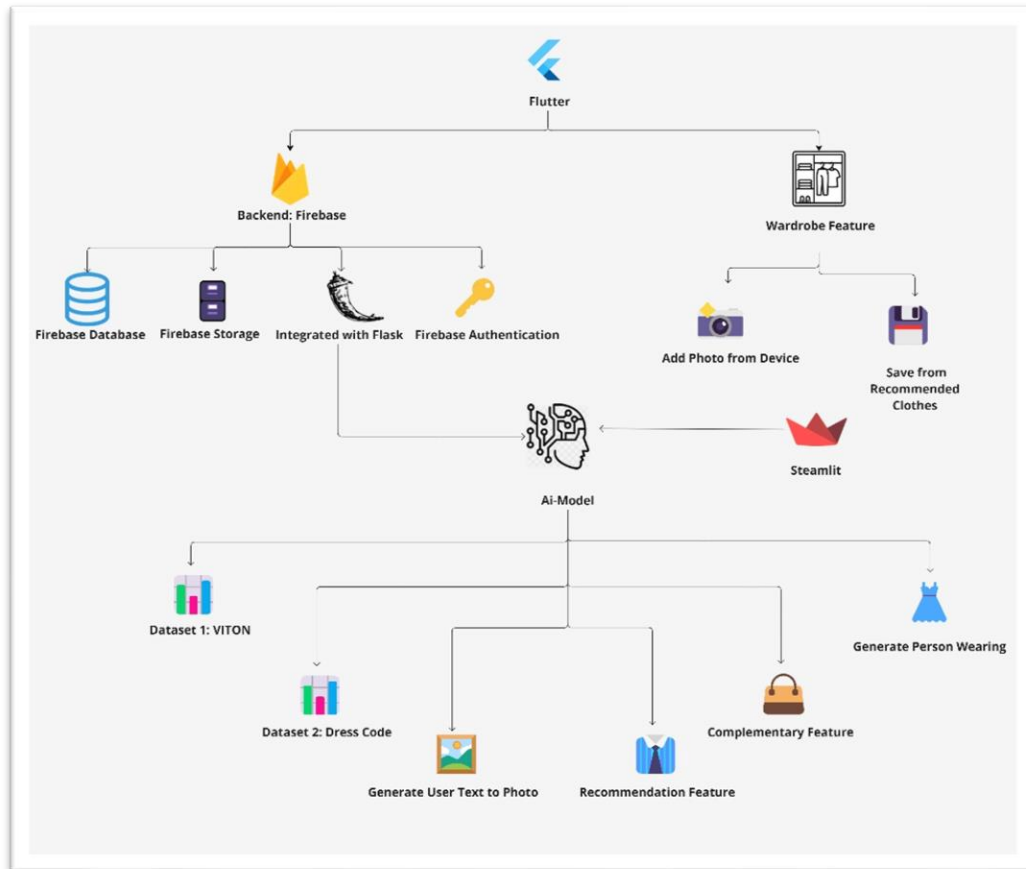 Flutter
Backend: Firebase
Wardrobe Feature
Firebase Database
Firebase Storage
Integrated with Flask
Firebase Authentication
Add Photo from Device
Save from
Recommended
Clothes
Steamlit
Ai-Model
Dataset 1: VITON
Generate Person Wearing
Dataset 2: Dress Code
Complementary Feature
Generate User Text to Photo
Recommendation Feature